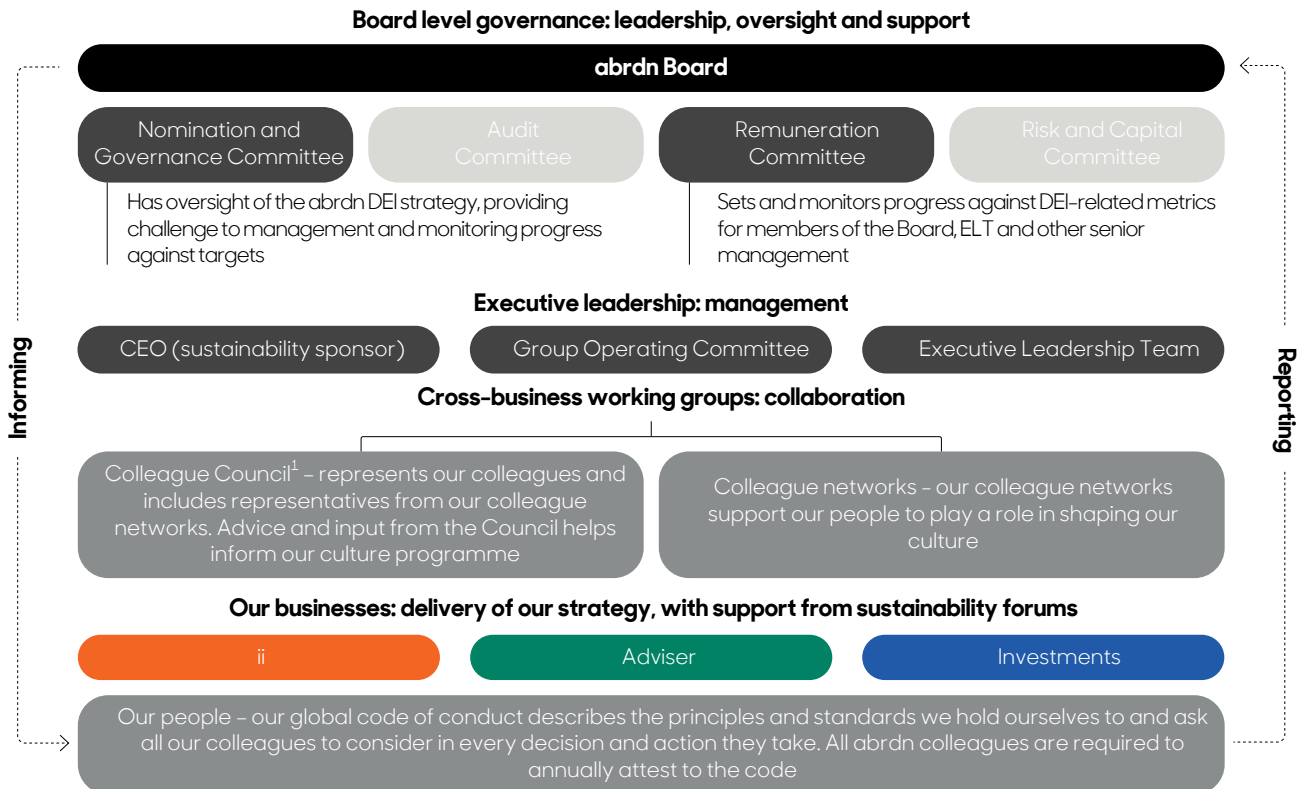 Board level governance: leadership, oversight and support
abrdn Board
Nomination and
Governance Committee
Audit
Committee
Remuneration
Committee
Risk and Capital
Committee
Has oversight of the abrdn DEI strategy, providing
challenge to management and monitoring progress
against targets
Sets and monitors progress against DEI-related metrics
for members of the Board, ELT and other senior
management
Executive leadership: management
CEO (sustainability sponsor)
Group Operating Committee
Executive Leadership Team
Informing
Reporting
Cross-business working groups: collaboration
Colleague Council¹ – represents our colleagues and
includes representatives from our colleague
networks. Advice and input from the Council helps
inform our culture programme
Colleague networks - our colleague networks
support our people to play a role in shaping our
culture
Our businesses: delivery of our strategy, with support from sustainability forums
ii
Adviser
Investments
Our people – our global code of conduct describes the principles and standards we hold ourselves to and ask
all our colleagues to consider in every decision and action they take. All abrdn colleagues are required to
annually attest to the code